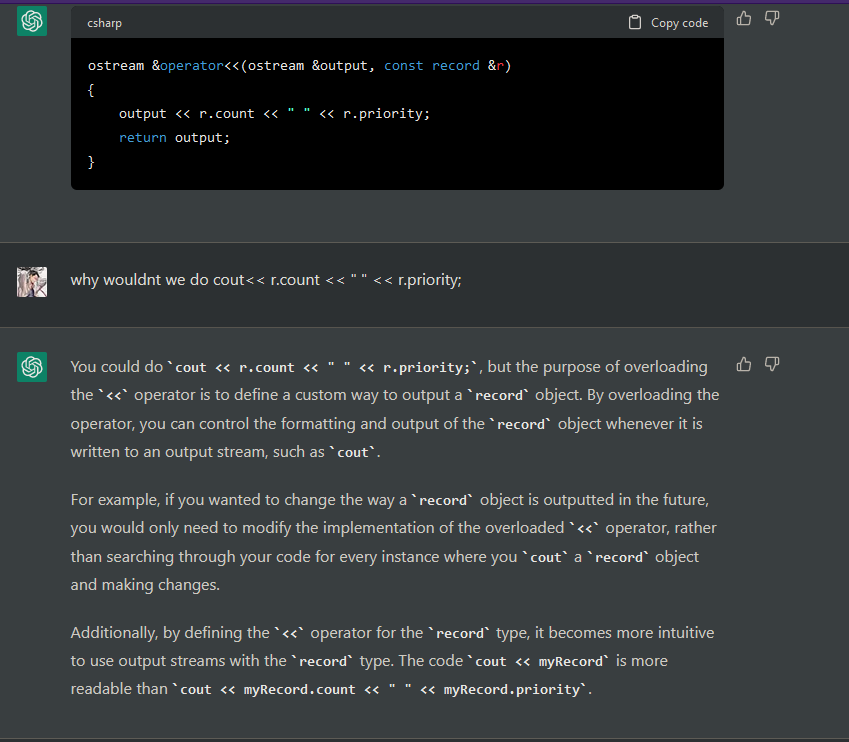 csharp Copy code
ostream &operator<<(ostream &output, const record &r)
{
    output << r.count << " " << r.priority;
    return output;
}
why wouldnt we do cout<< r.count << " " << r.priority;
You could do `cout << r.count << " " << r.priority;`, but the purpose of overloading
the `<<` operator is to define a custom way to output a `record` object. By overloading the
operator, you can control the formatting and output of the `record` object whenever it is
written to an output stream, such as `cout`.
For example, if you wanted to change the way a `record` object is outputted in the future,
you would only need to modify the implementation of the overloaded `<<` operator, rather
than searching through your code for every instance where you `cout` a `record` object
and making changes.
Additionally, by defining the `<<` operator for the `record` type, it becomes more intuitive
to use output streams with the `record` type. The code `cout << myRecord` is more
readable than `cout << myRecord.count << " " << myRecord.priority`.